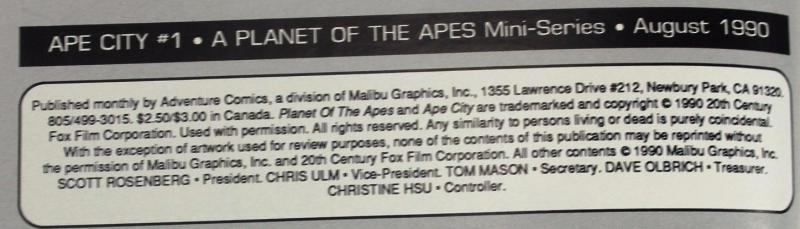 APE CITY #1 • A PLANET OF THE APES Mini-Series • August 1990
Published monthly by Adventure Comics, a division of Malibu Graphics, Inc., 1355 Lawrence Drive #212, Newbury Park, CA 91320.
805/499-3015. $2.50/$3.00 in Canada. Planet Of The Apes and Ape City are trademarked and copyright © 1990 20th Century
Fox Film Corporation. Used with permission. All rights reserved. Any similarity to persons living or dead is purely coincidental.
With the exception of artwork used for review purposes, none of the contents of this publication may be reprinted without
the permission of Malibu Graphics, Inc. and 20th Century Fox Film Corporation. All other contents © 1990 Malibu Graphics, Inc.
SCOTT ROSENBERG • President. CHRIS ULM • Vice-President. TOM MASON • Secretary. DAVE OLBRICH • Treasurer.
CHRISTINE HSU • Controller.